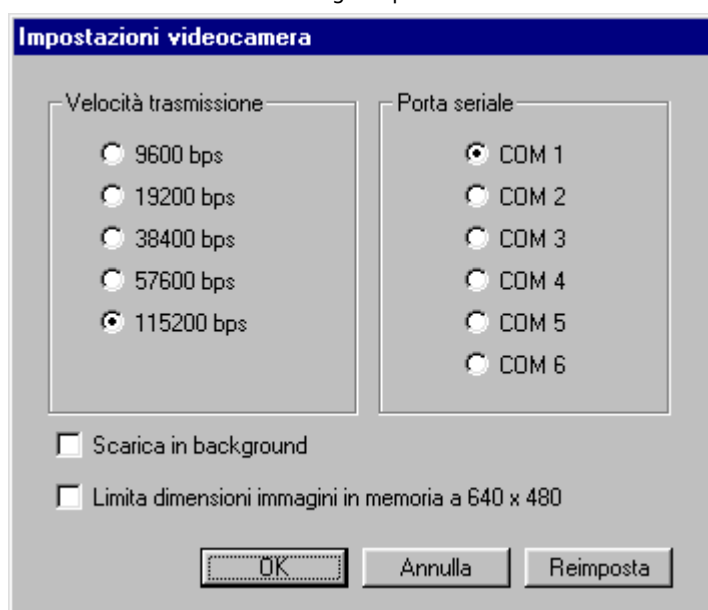 Impostazioni videocamera
Velocità trasmissione
9600 bps
19200 bps
38400 bps
57600 bps
115200 bps
Porta seriale
COM 1
COM 2
COM 3
COM 4
COM 5
COM 6
Scarica in background
Limita dimensioni immagini in memoria a 640 x 480
OK
Annulla
Reimposta